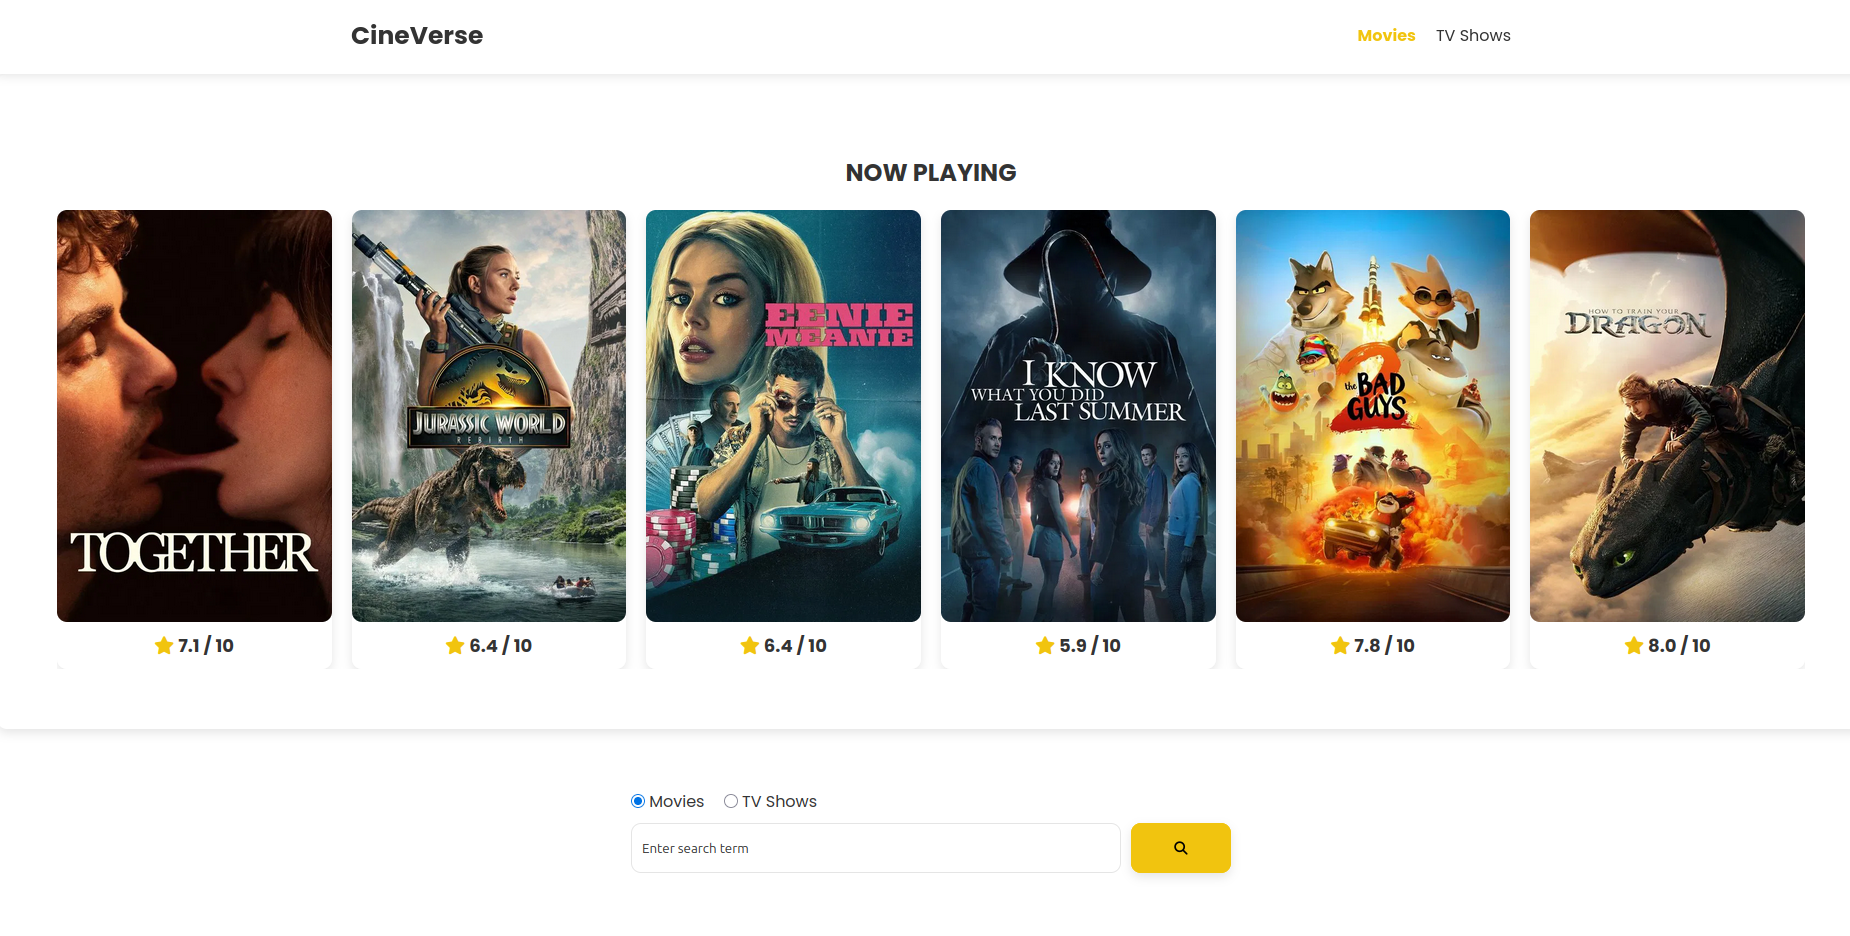 CineVerse
Movies TV Shows
NOW PLAYING
TOGETHER
JURASSIC WORLD
REBIRTH
EENIE
MEANIE
I KNOW
WHAT YOU DID
LAST SUMMER
the BAD
GUYS
2
HOW TO TRAIN YOUR
DRAGON
7.1 / 10
6.4 / 10
6.4 / 10
5.9 / 10
7.8 / 10
8.0 / 10
Movies TV Shows
Enter search term